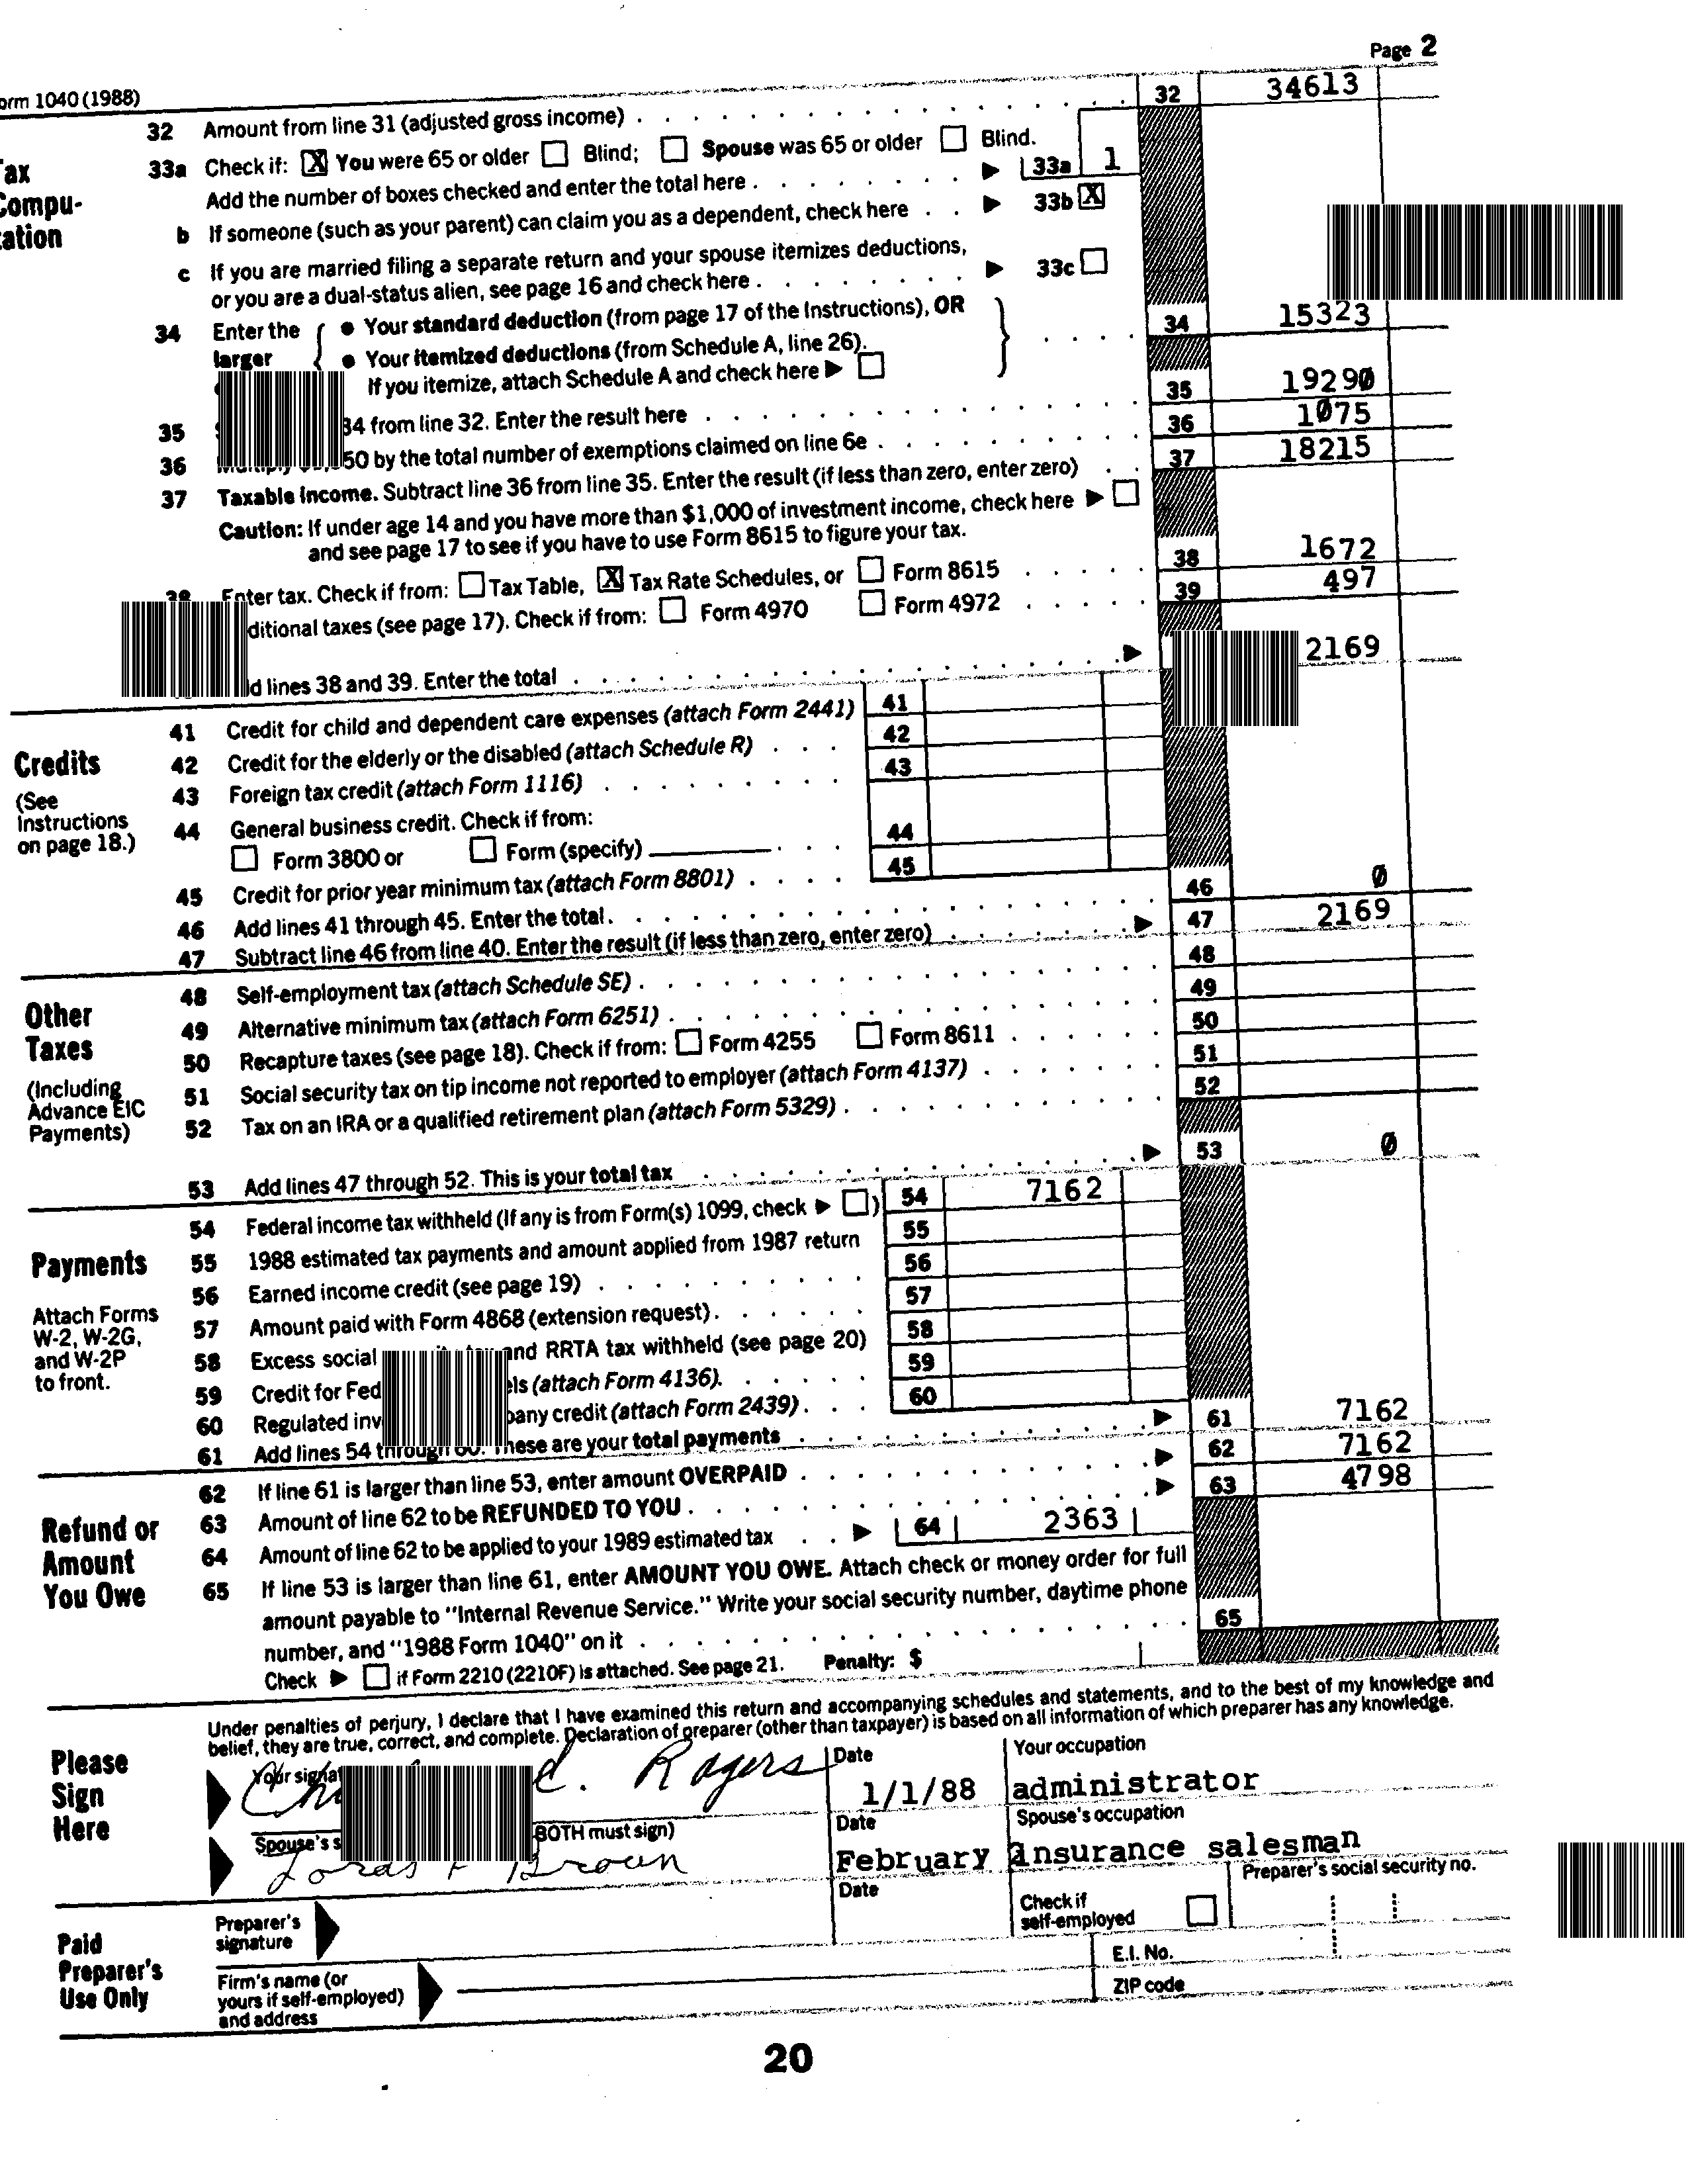 Page 2
orm 1040 (1988)
32 Amount from line 31 (adjusted gross income) 32 34613
ax
Compu-
ation
33a Check if: X You were 65 or older Blind; Spouse was 65 or older Blind.
Add the number of boxes checked and enter the total here 33a 1
b If someone (such as your parent) can claim you as a dependent, check here 33b X
c If you are married filing a separate return and your spouse itemizes deductions,
or you are a dual-status alien, see page 16 and check here 33c
34 Enter the larger
• Your standard deduction (from page 17 of the Instructions), OR
• Your itemized deductions (from Schedule A, line 26).
If you itemize, attach Schedule A and check here
34 15323
35 34 from line 32. Enter the result here 35 19290
36 50 by the total number of exemptions claimed on line 6e 36 1075
37 Taxable income. Subtract line 36 from line 35. Enter the result (if less than zero, enter zero) 37 18215
Caution: If under age 14 and you have more than $1,000 of investment income, check here
and see page 17 to see if you have to use Form 8615 to figure your tax.
38 Enter tax. Check if from: Tax Table, X Tax Rate Schedules, or Form 8615 38 1672
ditional taxes (see page 17). Check if from: Form 4970 Form 4972 39 497
d lines 38 and 39. Enter the total 2169
Credits
(See
Instructions
on page 18.)
41 Credit for child and dependent care expenses (attach Form 2441) 41
42 Credit for the elderly or the disabled (attach Schedule R) 42
43 Foreign tax credit (attach Form 1116) 43
44 General business credit. Check if from:
Form 3800 or Form (specify) 44
45 Credit for prior year minimum tax (attach Form 8801) 45
46 Add lines 41 through 45. Enter the total. 46 0
47 Subtract line 46 from line 40. Enter the result (if less than zero, enter zero) 47 2169
Other
Taxes
(Including
Advance EIC
Payments)
48 Self-employment tax (attach Schedule SE) 48
49 Alternative minimum tax (attach Form 6251) 49
50 Recapture taxes (see page 18). Check if from: Form 4255 Form 8611 50
51 Social security tax on tip income not reported to employer (attach Form 4137) 51
52 Tax on an IRA or a qualified retirement plan (attach Form 5329) 52
53 Add lines 47 through 52. This is your total tax 53 0
Payments
Attach Forms
W-2, W-2G,
and W-2P
to front.
54 Federal income tax withheld (If any is from Form(s) 1099, check ) 54 7162
55 1988 estimated tax payments and amount applied from 1987 return 55
56 Earned income credit (see page 19) 56
57 Amount paid with Form 4868 (extension request) 57
58 Excess social and RRTA tax withheld (see page 20) 58
59 Credit for Fed els (attach Form 4136). 59
60 Regulated inv pany credit (attach Form 2439) 60
61 Add lines 54 through 60. These are your total payments 61 7162
Refund or
Amount
You Owe
62 If line 61 is larger than line 53, enter amount OVERPAID 62 7162
63 Amount of line 62 to be REFUNDED TO YOU 63 4798
64 Amount of line 62 to be applied to your 1989 estimated tax 64 2363
65 If line 53 is larger than line 61, enter AMOUNT YOU OWE. Attach check or money order for full
amount payable to "Internal Revenue Service." Write your social security number, daytime phone
number, and "1988 Form 1040" on it 65
Check if Form 2210 (2210F) is attached. See page 21. Penalty: $
Please
Sign
Here
Under penalties of perjury, I declare that I have examined this return and accompanying schedules and statements, and to the best of my knowledge and
belief, they are true, correct, and complete. Declaration of preparer (other than taxpayer) is based on all information of which preparer has any knowledge.
Your signat Date Your occupation
Rogers 1/1/88 administrator
Spouse's s BOTH must sign) Date Spouse's occupation
Brown February insurance salesman
Paid
Preparer's
Use Only
Preparer's
signature
Date
Check if
self-employed
Preparer's social security no.
Firm's name (or
yours if self-employed)
and address
E.I. No.
ZIP code
20